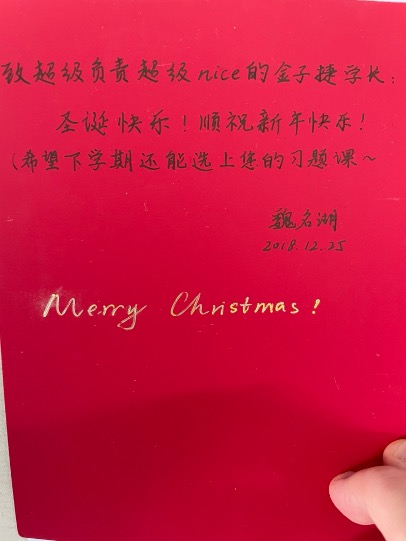 致超级负责超级nice的金子捷学长:
圣诞快乐!顺祝新年快乐!
(希望下学期还能选上您的习题课~
魏名湖
2018.12.25
Merry Christmas!